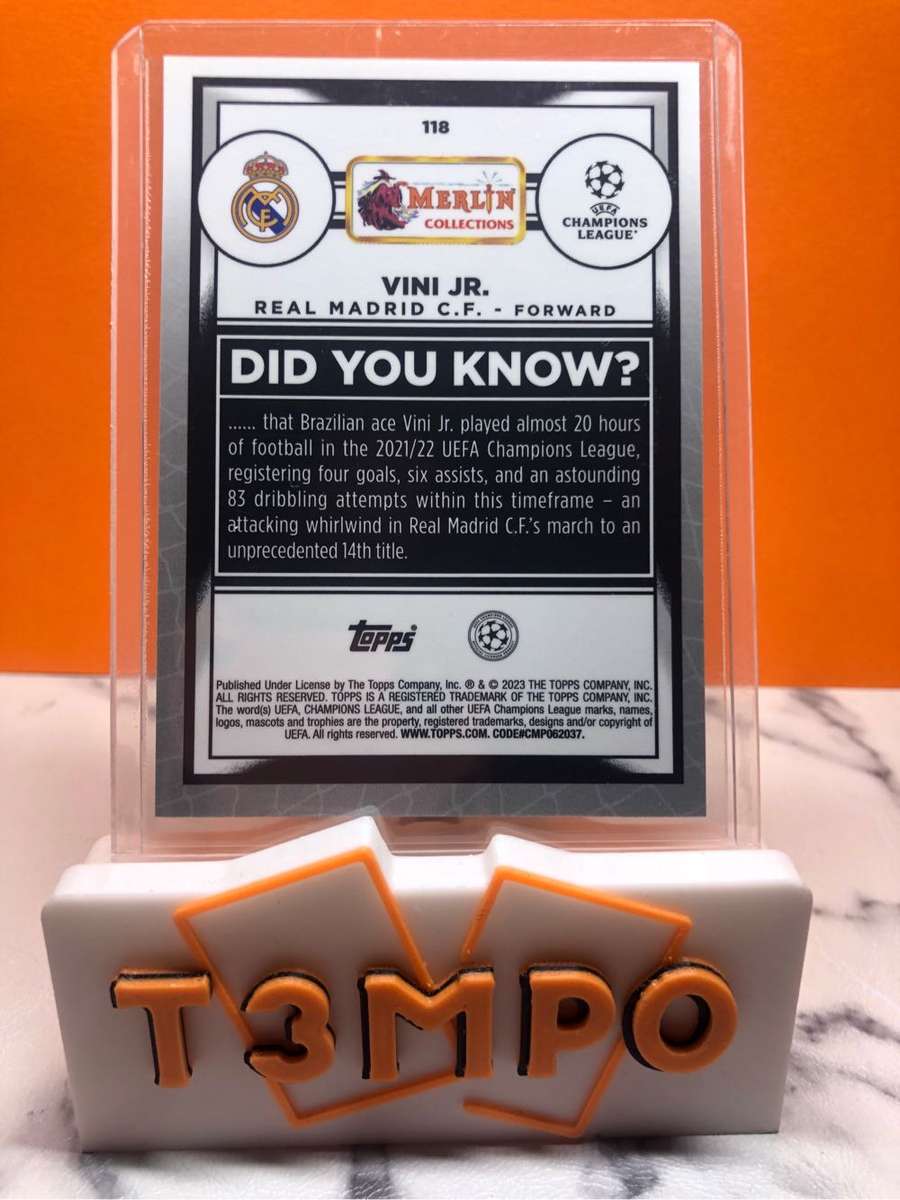 118
MERLIN
COLLECTIONS
UEFA
CHAMPIONS
LEAGUE
VINI JR.
REAL MADRID C.F. - FORWARD
DID YOU KNOW?
...... that Brazilian ace Vini Jr. played almost 20 hours
of football in the 2021/22 UEFA Champions League,
registering four goals, six assists, and an astounding
83 dribbling attempts within this timeframe – an
attacking whirlwind in Real Madrid C.F.'s march to an
unprecedented 14th title.
Topps
Published Under License by The Topps Company, Inc. ® & © 2023 THE TOPPS COMPANY, INC.
ALL RIGHTS RESERVED. TOPPS IS A REGISTERED TRADEMARK OF THE TOPPS COMPANY, INC.
The word(s) UEFA, CHAMPIONS LEAGUE, and all other UEFA Champions League marks, names,
logos, mascots and trophies are the property, registered trademarks, designs and/or copyright of
UEFA. All rights reserved. WWW.TOPPS.COM. CODE#CMP062037.
T3MPO